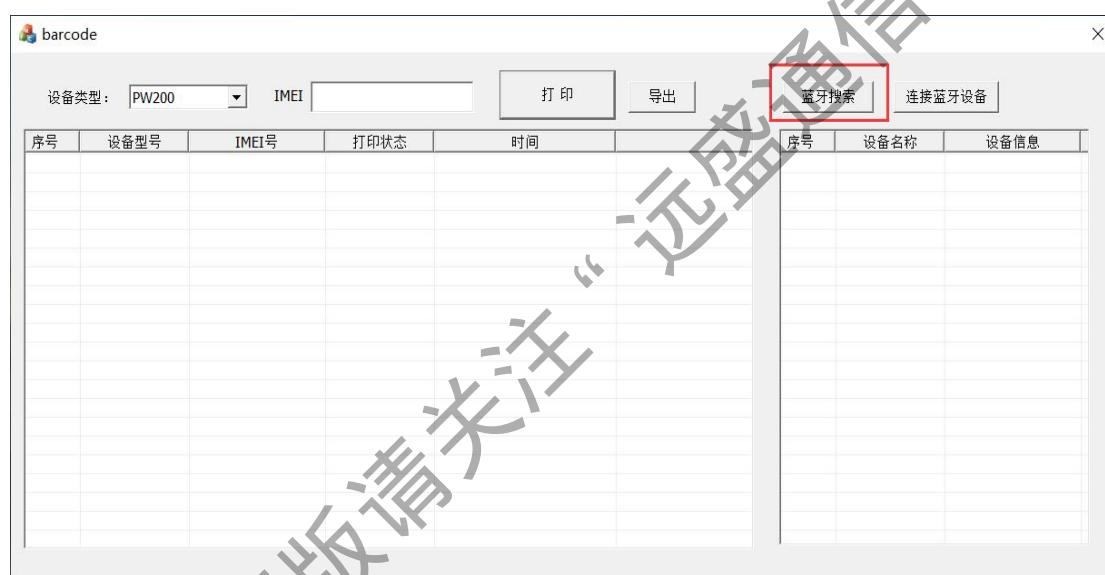 barcode
设备类型： PW200 IMEI 打 印 导出 蓝牙搜索 连接蓝牙设备
序号 设备型号 IMEI号 打印状态 时间 序号 设备名称 设备信息
版请关注“远盛通信